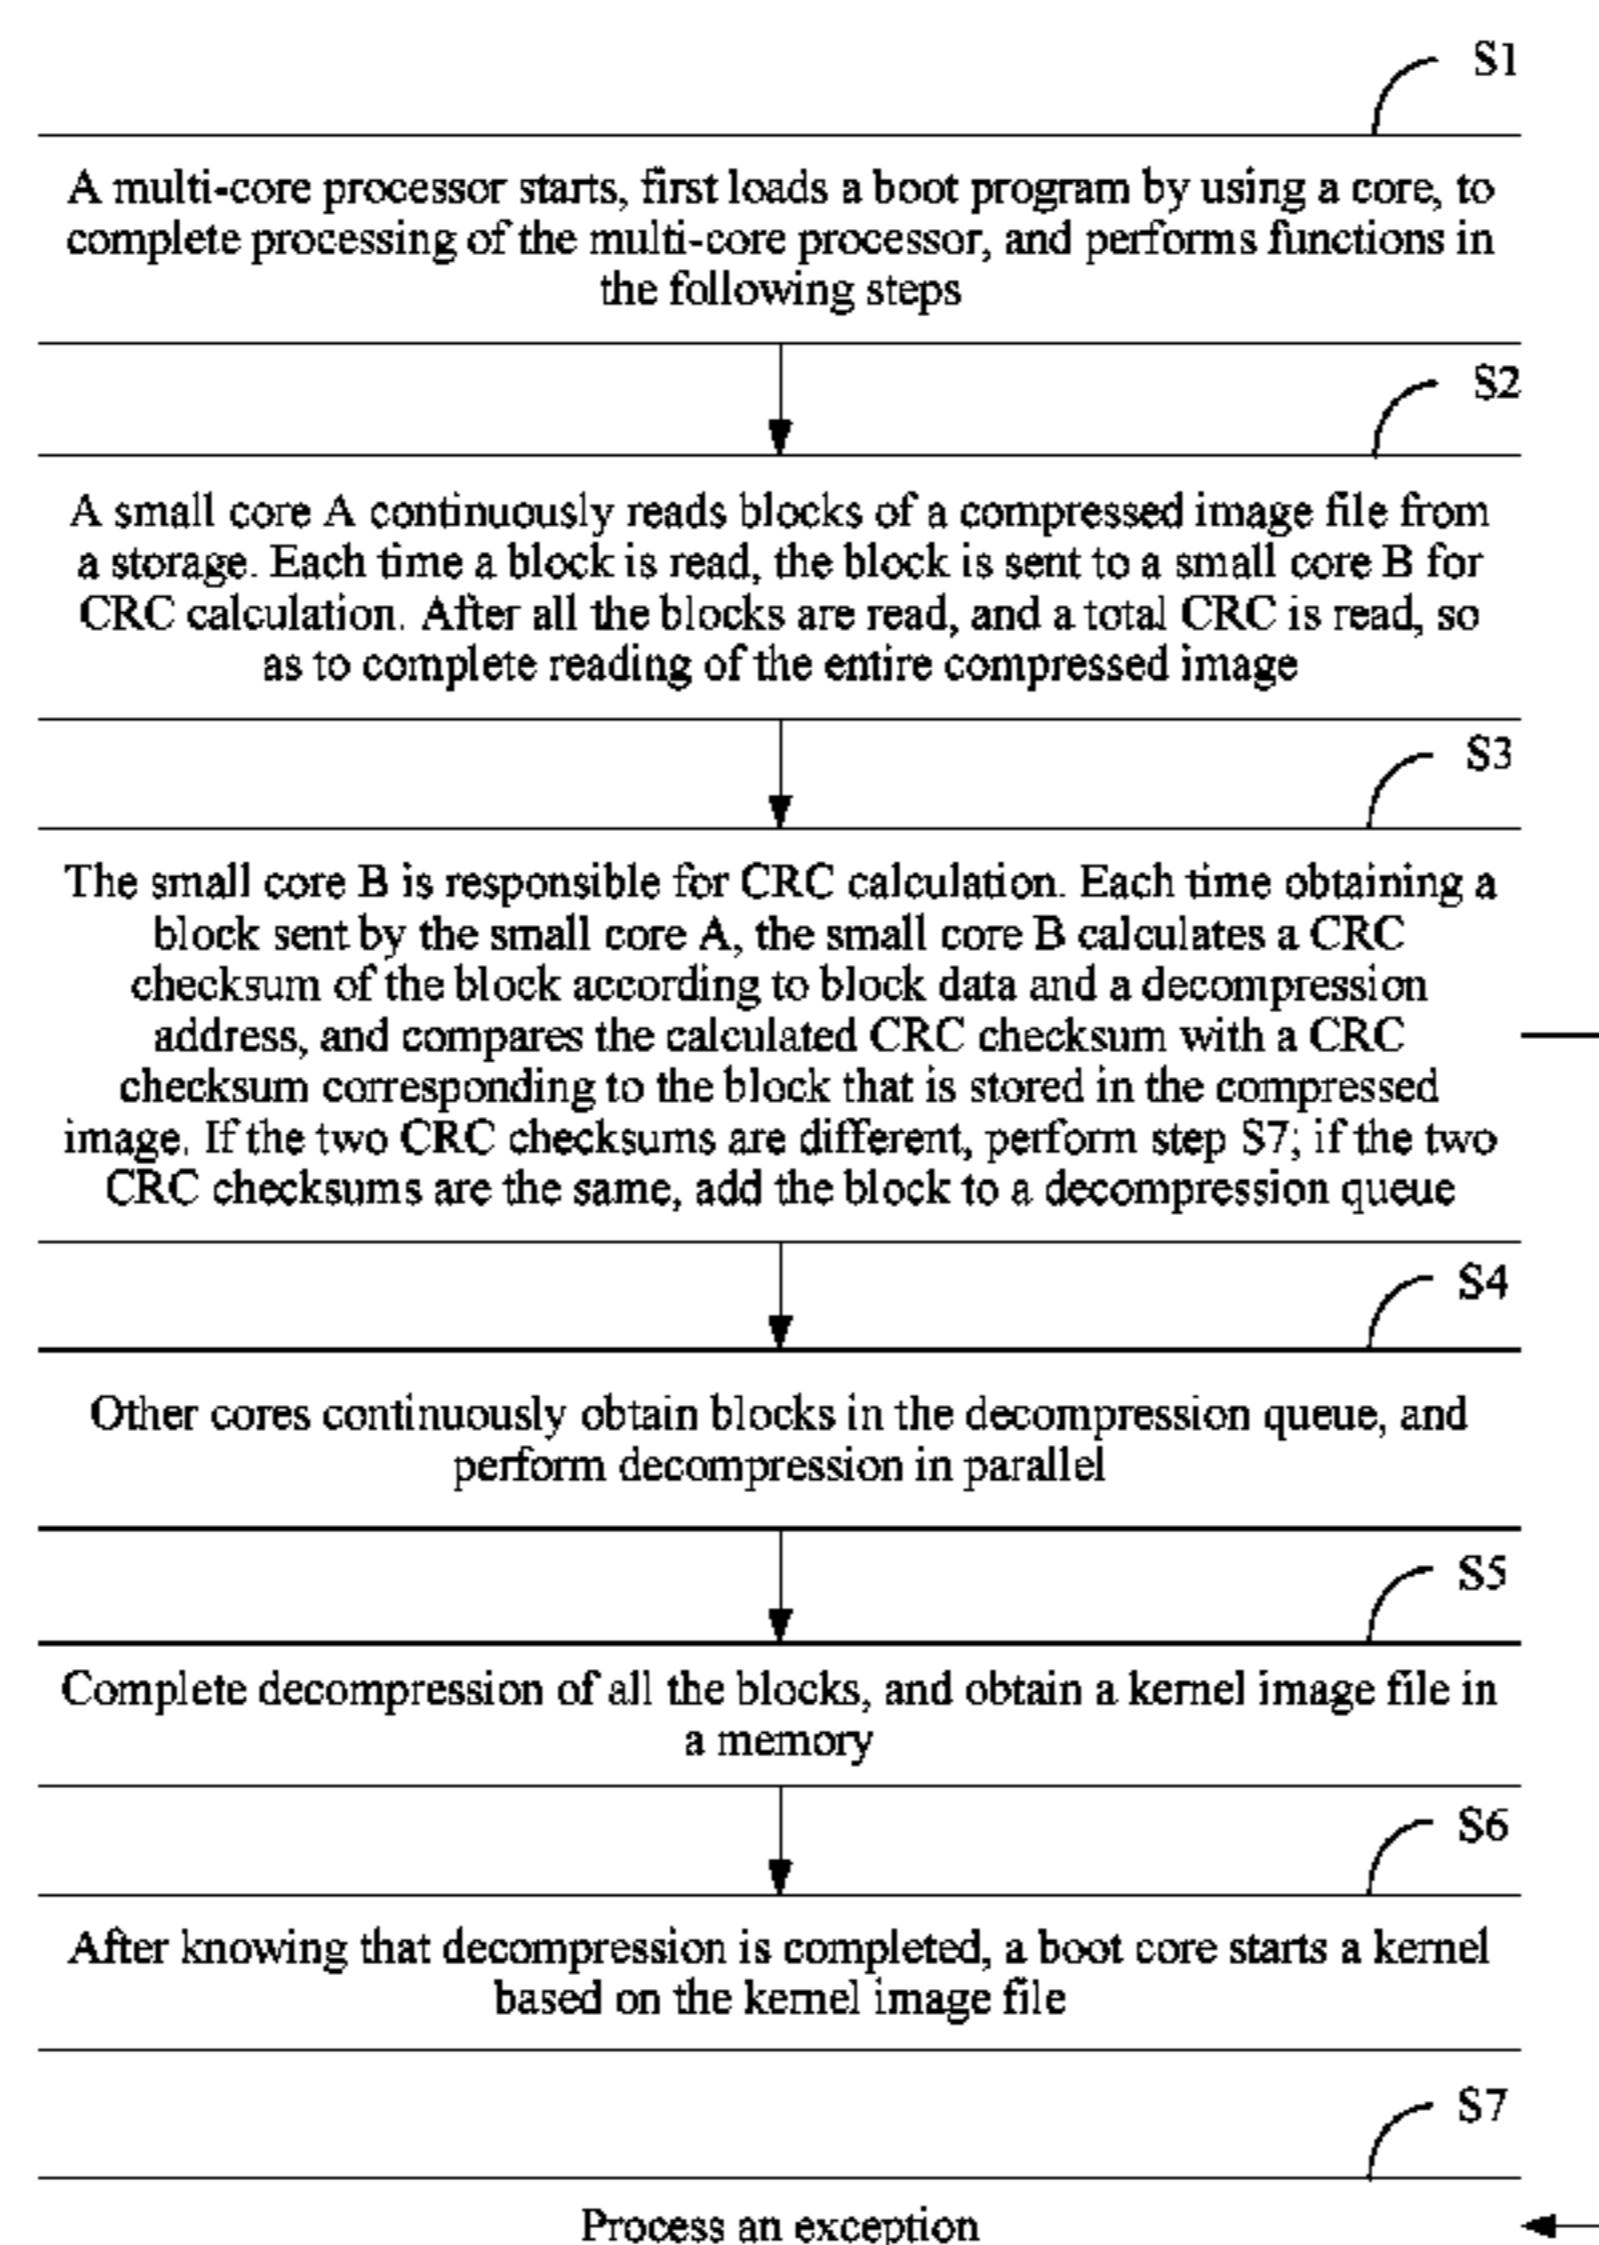 S1
A multi-core processor starts, first loads a boot program by using a core, to
complete processing of the multi-core processor, and performs functions in
the following steps
S2
A small core A continuously reads blocks of a compressed image file from
a storage. Each time a block is read, the block is sent to a small core B for
CRC calculation. After all the blocks are read, and a total CRC is read, so
as to complete reading of the entire compressed image
S3
The small core B is responsible for CRC calculation. Each time obtaining a
block sent by the small core A, the small core B calculates a CRC
checksum of the block according to block data and a decompression
address, and compares the calculated CRC checksum with a CRC
checksum corresponding to the block that is stored in the compressed
image. If the two CRC checksums are different, perform step S7; if the two
CRC checksums are the same, add the block to a decompression queue
S4
Other cores continuously obtain blocks in the decompression queue, and
perform decompression in parallel
S5
Complete decompression of all the blocks, and obtain a kernel image file in
a memory
S6
After knowing that decompression is completed, a boot core starts a kernel
based on the kernel image file
S7
Process an exception